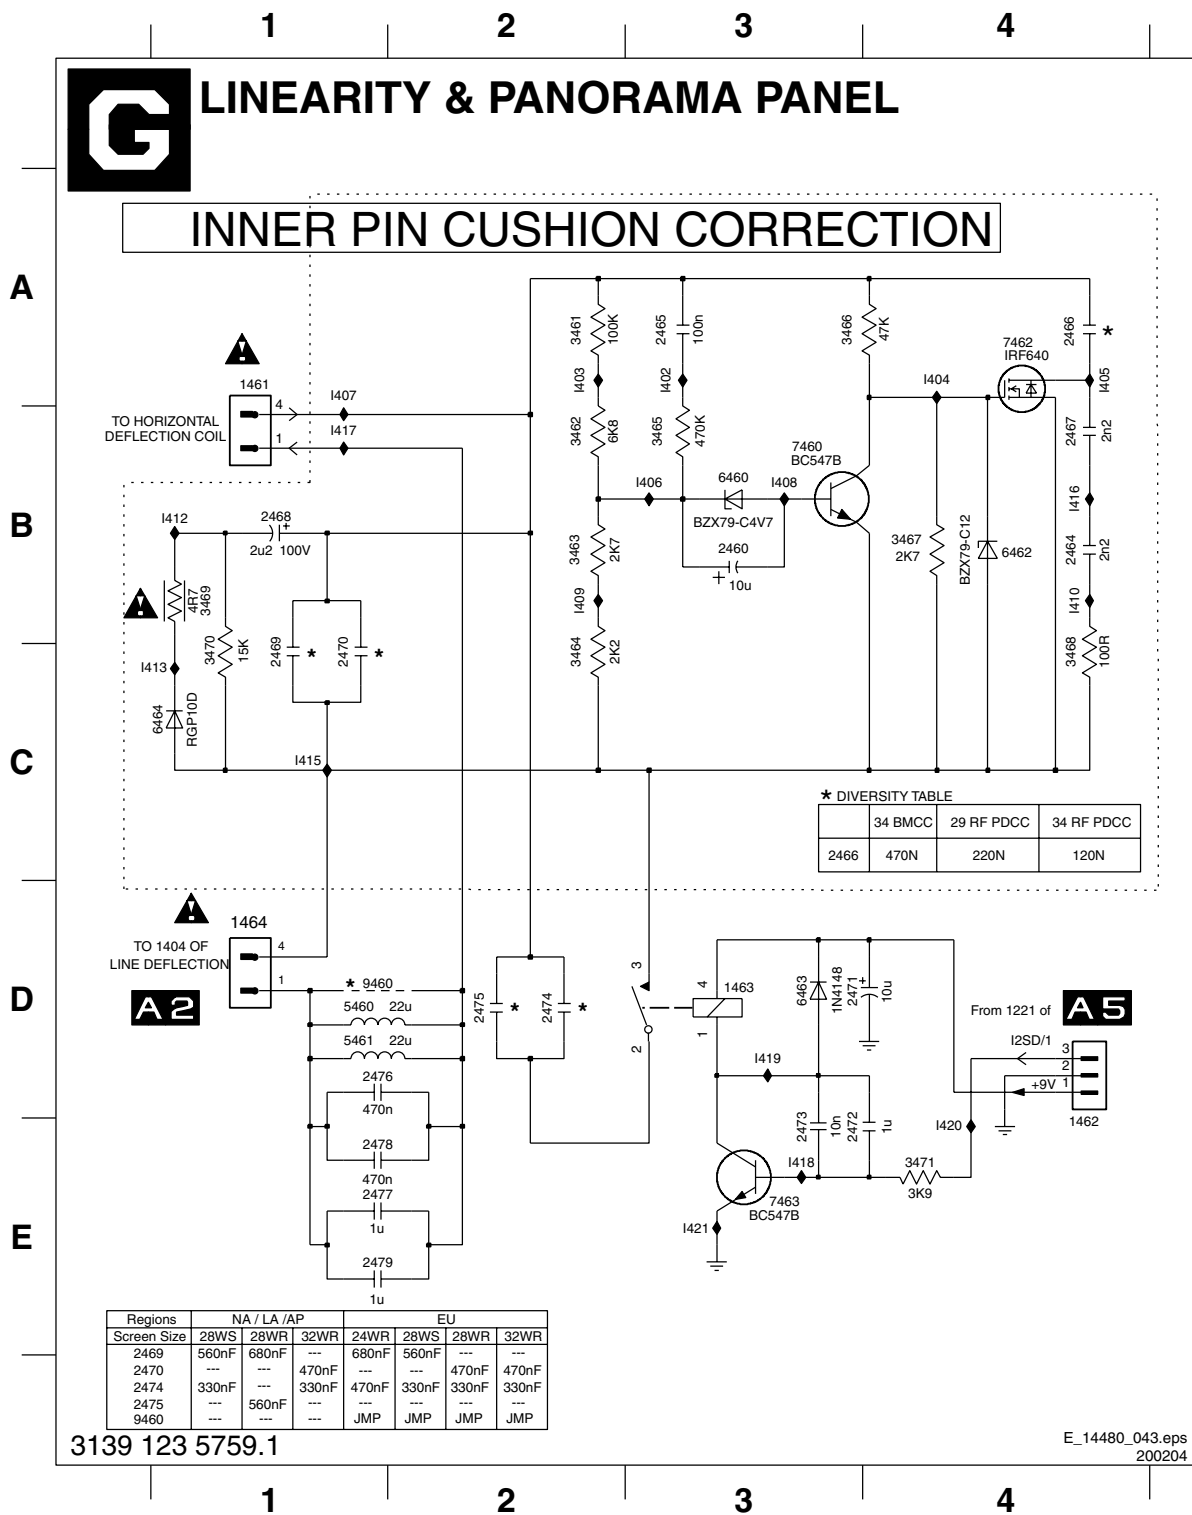 1 2 3 4
G LINEARITY & PANORAMA PANEL
INNER PIN CUSHION CORRECTION
A
3461
100K
2465
100n
3466
47K
7462
IRF640
2466
*
I403
I402
I404
I405
1461
4
1
I407
I417
TO HORIZONTAL
DEFLECTION COIL
3462
6K8
3465
470K
7460
BC547B
2467
2n2
I406
6460
I408
BZX79-C4V7
I416
B
I412
2468
+
2u2 100V
3463
2K7
2460
+
10u
3467
2K7
BZX79-C12
6462
2464
2n2
4R7
3469
I409
I410
3470
15K
2469
*
2470
*
3464
2K2
3468
100R
I413
6464
RGP10D
C
I415
* DIVERSITY TABLE
34 BMCC 29 RF PDCC 34 RF PDCC
2466 470N 220N 120N
1464
4
1
TO 1404 OF
LINE DEFLECTION
A2
D
* 9460
5460 22u
5461 22u
2475
*
2474
*
3
2
4
1463
1
6463
1N4148
2471
+
10u
From 1221 of A5
I2SD/1
3
2
+9V 1
1462
I419
2476
470n
2478
470n
2477
1u
2479
1u
2473
10n
2472
1u
I420
I418
3471
3K9
7463
BC547B
I421
E
Regions NA / LA /AP EU
Screen Size 28WS 28WR 32WR 24WR 28WS 28WR 32WR
2469 560nF 680nF --- 680nF 560nF --- ---
2470 --- --- 470nF --- --- 470nF 470nF
2474 330nF --- 330nF 470nF 330nF 330nF 330nF
2475 --- 560nF --- --- --- --- ---
9460 --- --- --- JMP JMP JMP JMP
3139 123 5759.1
E_14480_043.eps
200204
1 2 3 4